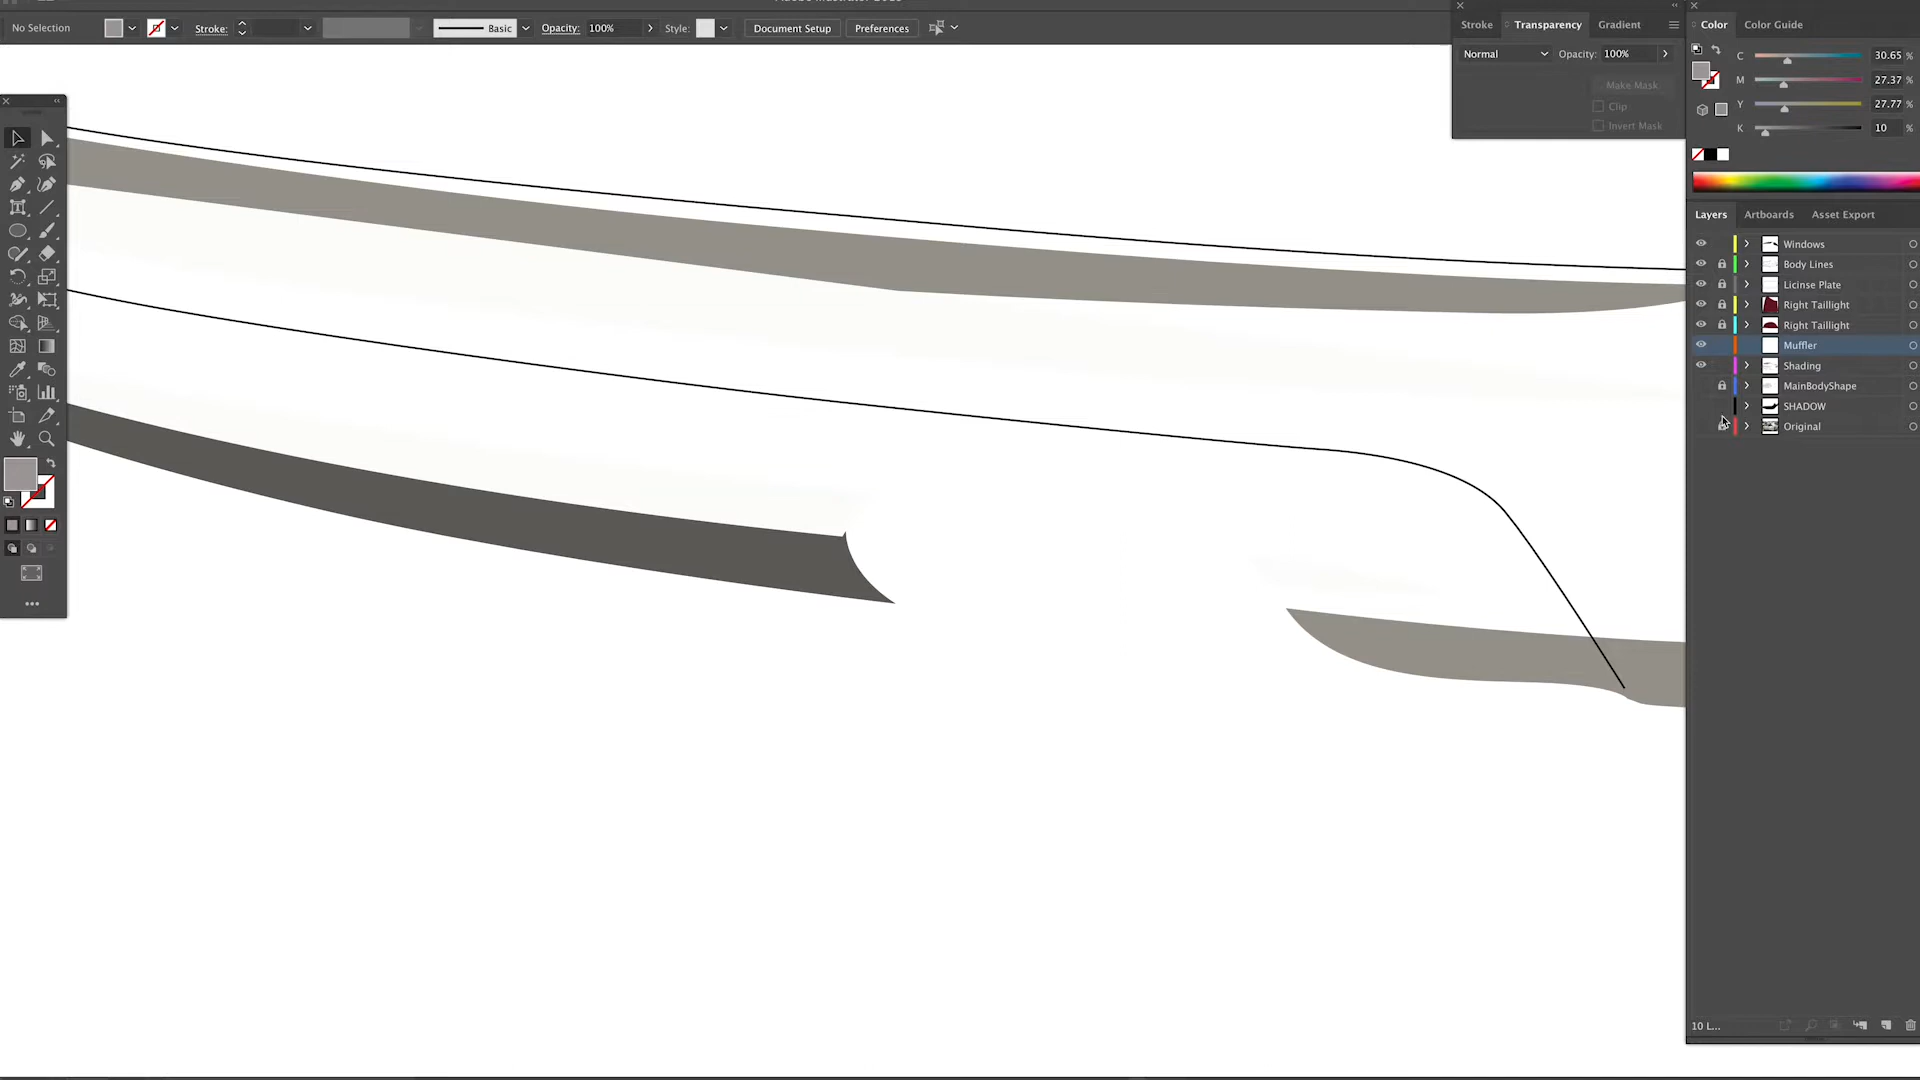 No Selection
Stroke:
Basic
Opacity: 100%
Style:
Document Setup
Preferences
Stroke
Transparency
Gradient
Normal
Opacity: 100%
Make Mask
Clip
Invert Mask
Color
Color Guide
C 30.65 %
M 27.37 %
Y 27.77 %
K 10 %
Layers
Artboards
Asset Export
Windows
Body Lines
Licinse Plate
Right Taillight
Right Taillight
Muffler
Shading
MainBodyShape
SHADOW
Original
10 L...